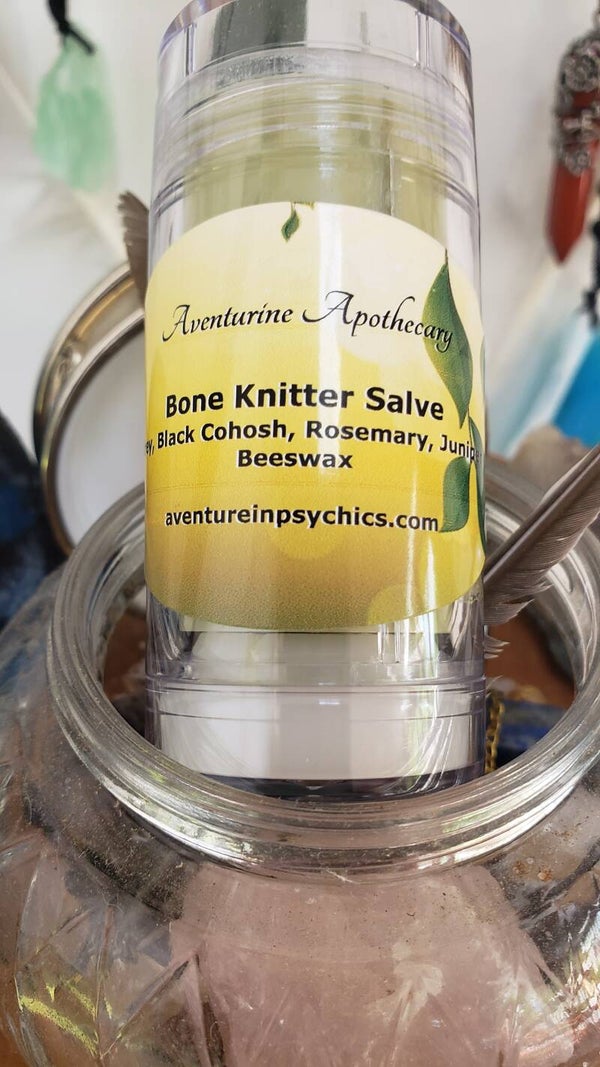 Aventurine Apothecary
Bone Knitter Salve
Black Cohosh, Rosemary,
Beeswax
aventureinpsychics.com